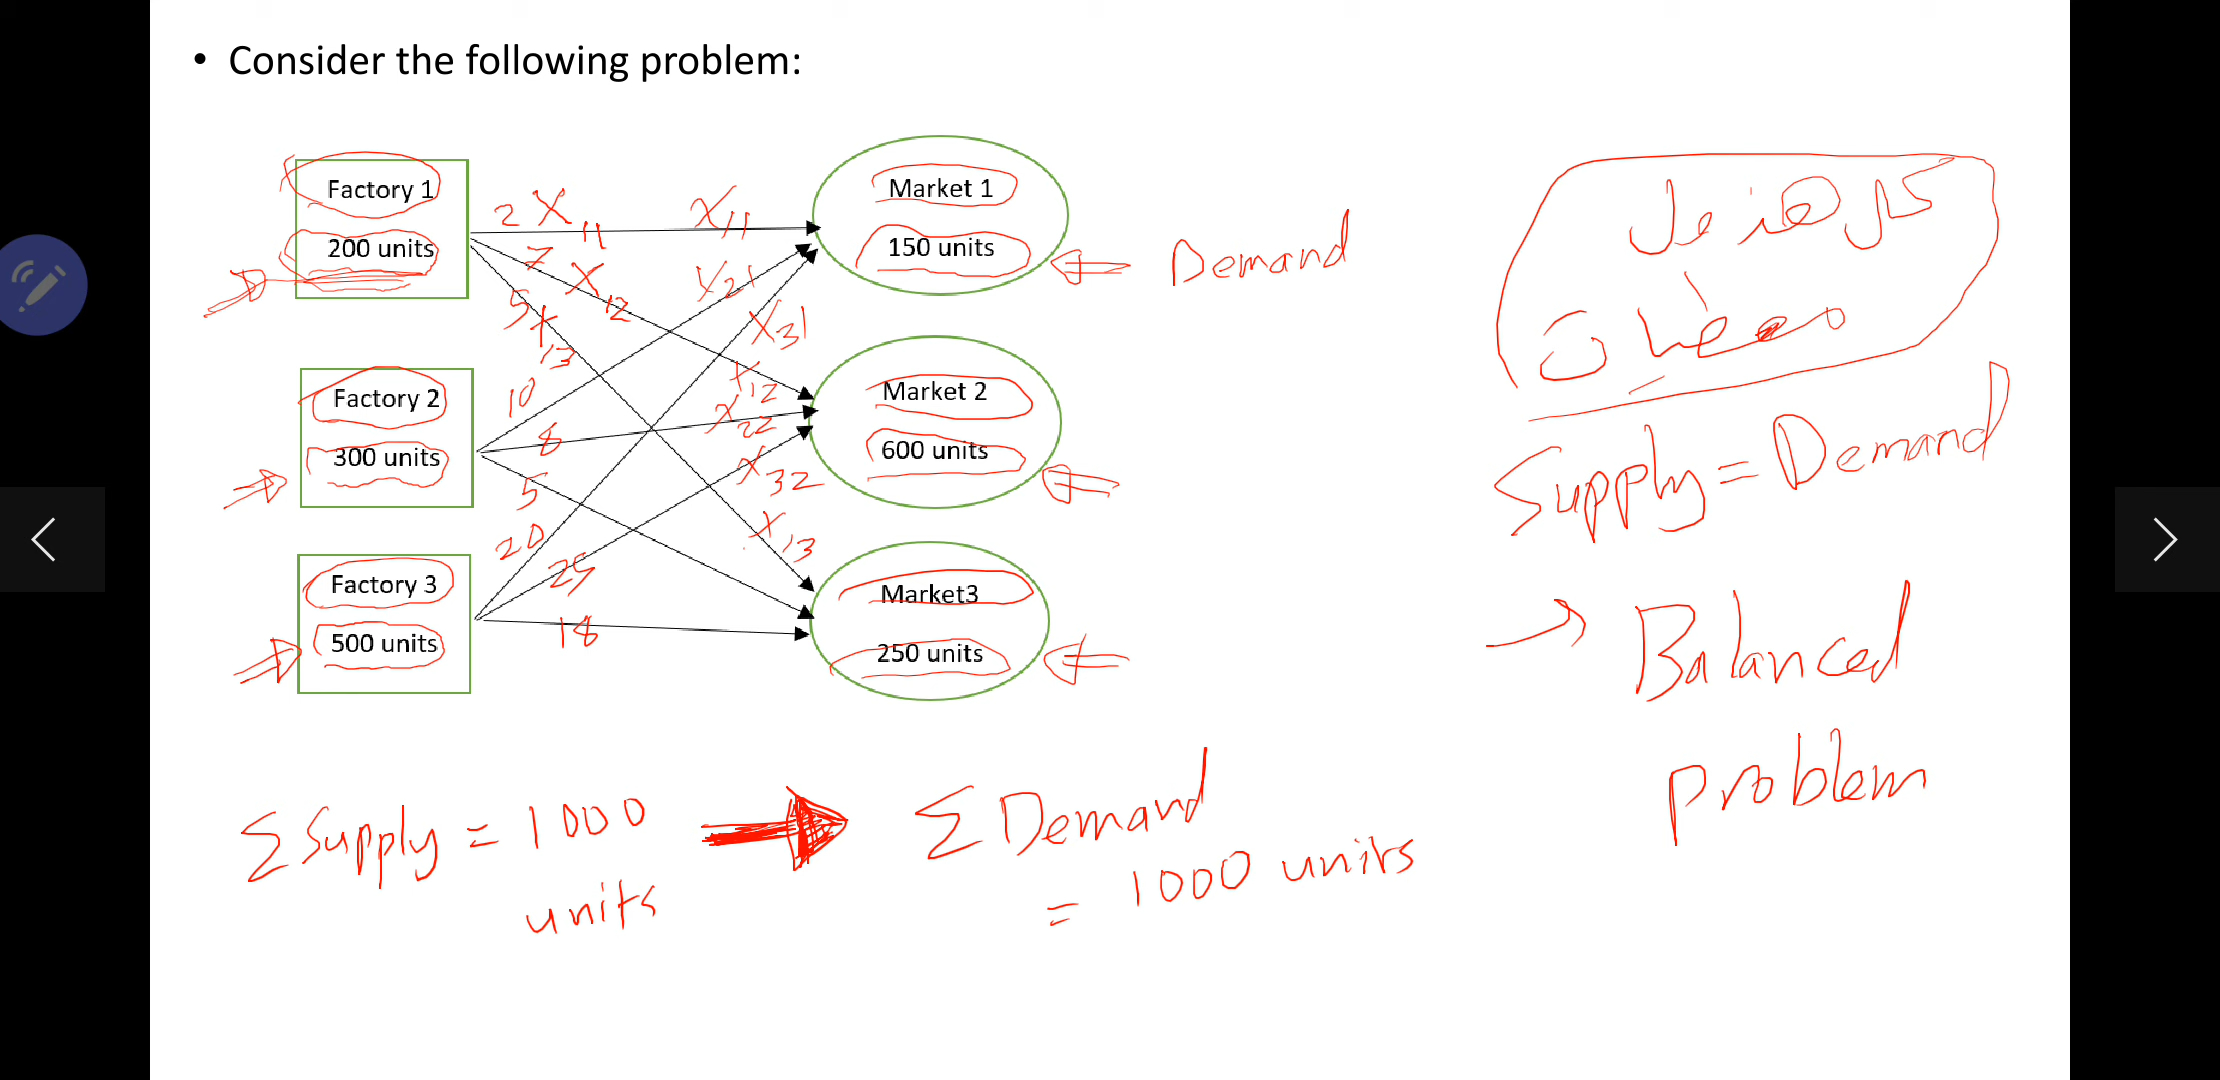 • Consider the following problem:
Factory 1
200 units
Factory 2
300 units
Factory 3
500 units
2 X11
7 X12
5 X13
10
8
5
20
25
18
X11
X21
X31
X12
X22
X32
X13
Market 1
150 units
Market 2
600 units
Market3
250 units
Demand
كل
Supply = Demand
→ Balanced
problem
Σ Supply = 1000
units
Σ Demand
= 1000 units